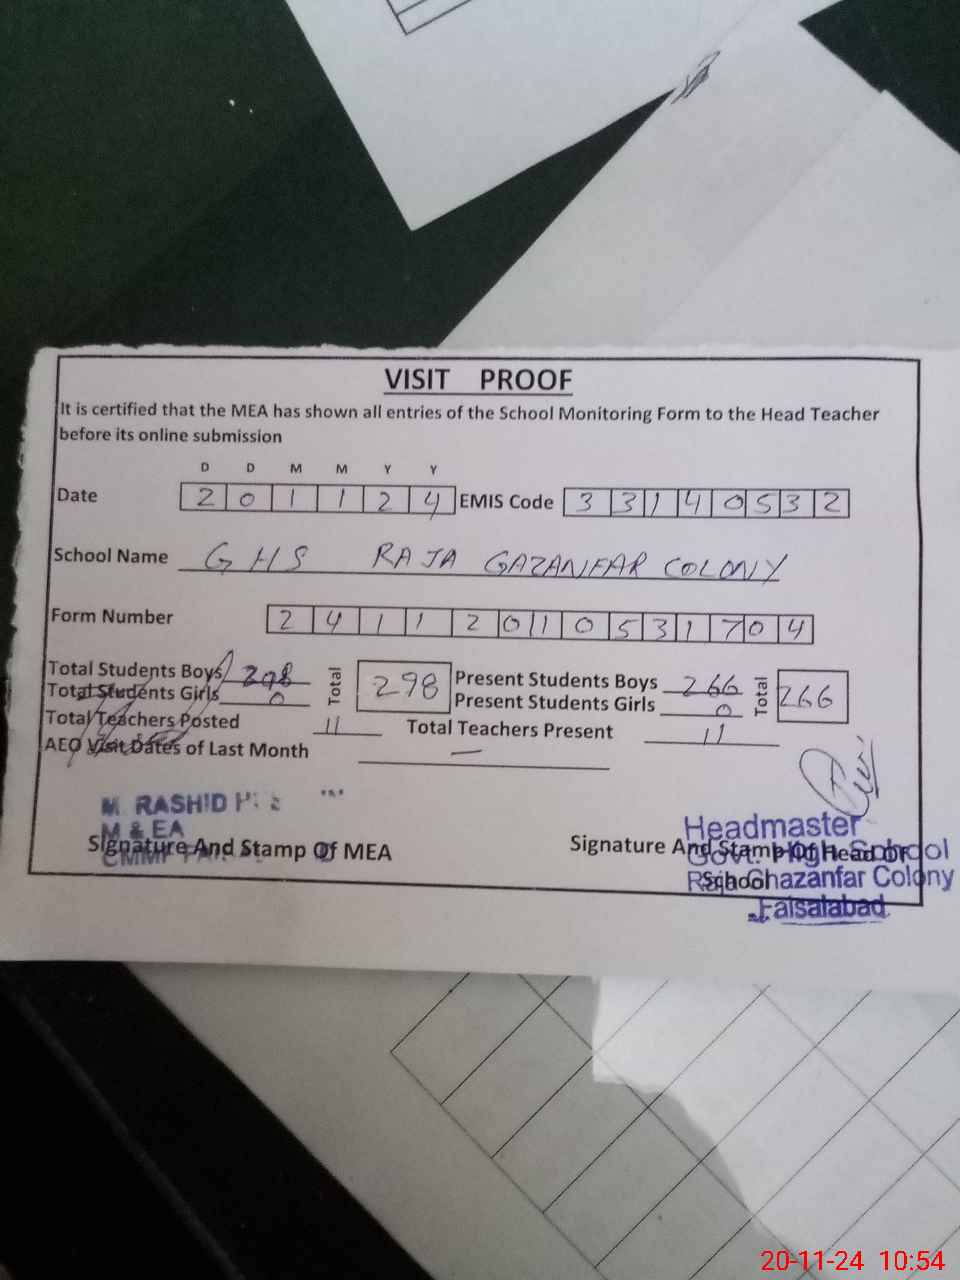 VISIT PROOF
It is certified that the MEA has shown all entries of the School Monitoring Form to the Head Teacher
before its online submission
D D M M Y Y
Date 2 0 1 1 2 4 EMIS Code 3 3 1 4 0 5 3 2
School Name GHS RAJA GAZANFAR COLONY
Form Number 2 4 1 1 2 0 1 0 5 3 1 7 0 4
Total Students Boys 298 Total 298 Present Students Boys 266 Total 266
Total Students Girls 0 Present Students Girls 0
Total Teachers Posted 11 Total Teachers Present 11
AEO Visit Dates of Last Month —
M. RASHID
M & EA
Signature And Stamp Of MEA
CMMF
Signature And Stamp Of Head Of
School
Headmaster
Govt. High School
Raja Ghazanfar Colony
Faisalabad.
20-11-24 10:54